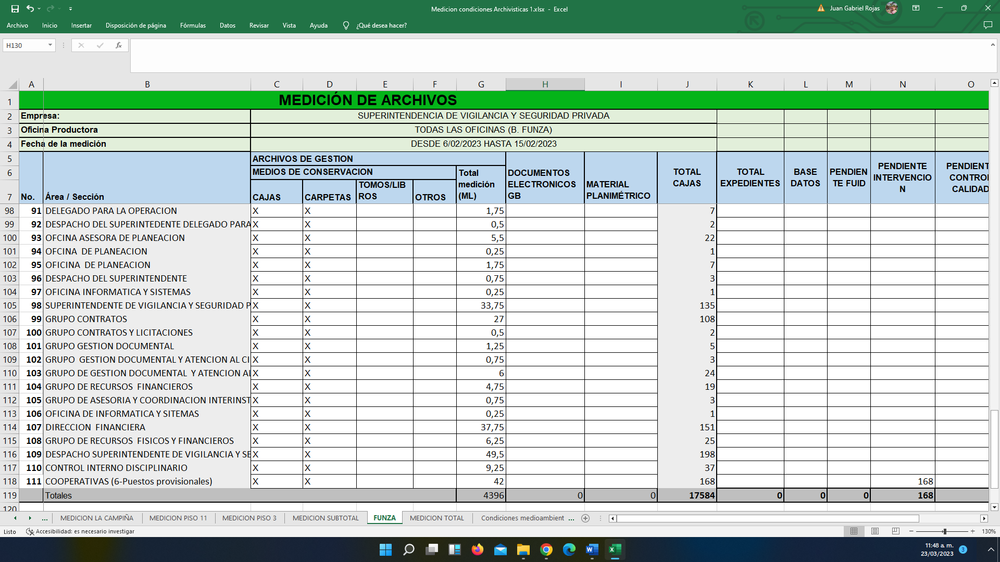 Medicion condiciones Archivisticas 1.xlsx - Excel
Juan Gabriel Rojas
Archivo Inicio Insertar Disposición de página Fórmulas Datos Revisar Vista Ayuda ¿Qué desea hacer?
H130 fx
A B C D E F G H I J K L M N O
1 MEDICIÓN DE ARCHIVOS
2 Empresa: SUPERINTENDENCIA DE VIGILANCIA Y SEGURIDAD PRIVADA
3 Oficina Productora TODAS LAS OFICINAS (B. FUNZA)
4 Fecha de la medición DESDE 6/02/2023 HASTA 15/02/2023
5 ARCHIVOS DE GESTION
6 MEDIOS DE CONSERVACION
7 No. Área / Sección CAJAS CARPETAS TOMOS/LIB
ROS OTROS
Total
medición
(ML)
DOCUMENTOS
ELECTRONICOS
GB
MATERIAL
PLANIMÉTRICO
TOTAL
CAJAS
TOTAL
EXPEDIENTES
BASE
DATOS
PENDIEN
TE FUID
PENDIENTE
INTERVENCIO
N
PENDIENT
CONTROL
CALIDAD
98 91 DELEGADO PARA LA OPERACION X X 1,75 7
99 92 DESPACHO DEL SUPERINTEDENTE DELEGADO PARA X X 0,5 2
100 93 OFCINA ASESORA DE PLANEACION X X 5,5 22
101 94 OFCINA DE PLANEACION X X 0,25 1
102 95 OFICINA DE PLANEACION X X 1,75 7
103 96 DESPACHO DEL SUPERINTENDENTE X X 0,75 3
104 97 OFICINA INFORMATICA Y SISTEMAS X X 0,25 1
105 98 SUPERINTENDENTE DE VIGILANCIA Y SEGURIDAD P X X 33,75 135
106 99 GRUPO CONTRATOS X X 27 108
107 100 GRUPO CONTRATOS Y LICITACIONES X X 0,5 2
108 101 GRUPO GESTION DOCUMENTAL X X 1,25 5
109 102 GRUPO GESTION DOCUMENTAL Y ATENCION AL CI X X 0,75 3
110 103 GRUPO DE GESTION DOCUMENTAL Y ATENCION AL X X 6 24
111 104 GRUPO DE RECURSOS FINANCIEROS X X 4,75 19
112 105 GRUPO DE ASESORIA Y COORDINACION INTERINST X X 0,75 3
113 106 OFICINA DE INFORMATICA Y SITEMAS X X 0,25 1
114 107 DIRECCION FINANCIERA X X 37,75 151
115 108 GRUPO DE RECURSOS FISICOS Y FINANCIEROS X X 6,25 25
116 109 DESPACHO SUPERINTENDENTE DE VIGILANCIA Y SE X X 49,5 198
117 110 CONTROL INTERNO DISCIPLINARIO X X 9,25 37
118 111 COOPERATIVAS (6-Puestos provisionales) X X 42 168 168
119 Totales 4396 0 0 17584 0 0 0 168
120
... MEDICION LA CAMPIÑA MEDICION PISO 11 MEDICION PISO 3 MEDICION SUBTOTAL FUNZA MEDICION TOTAL Condiciones medioambient ...
Listo Accesibilidad: es necesario investigar 130%
11:48 a. m.
23/03/2023 3